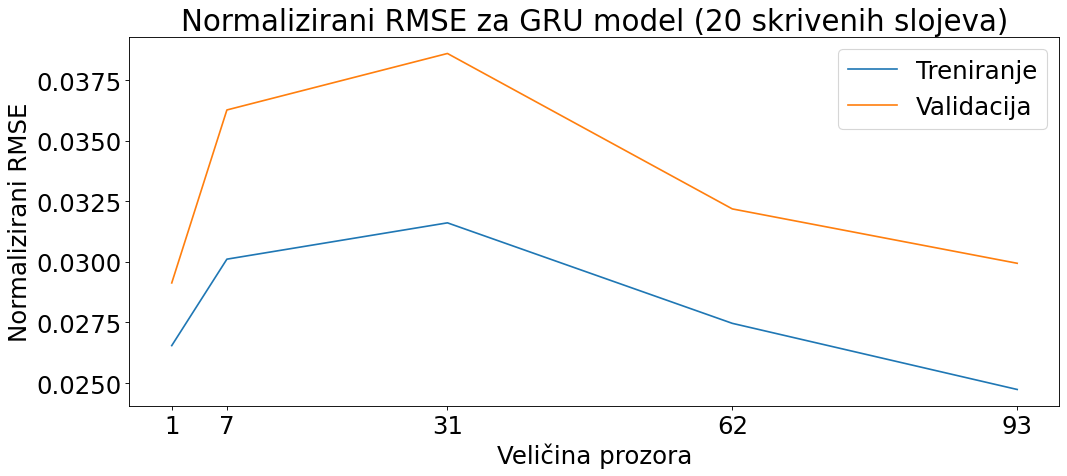 Normalizirani RMSE za GRU model (20 skrivenih slojeva)
Treniranje
Validacija
Normalizirani RMSE
0.0375
0.0350
0.0325
0.0300
0.0275
0.0250
1 7 31 62 93
Veličina prozora